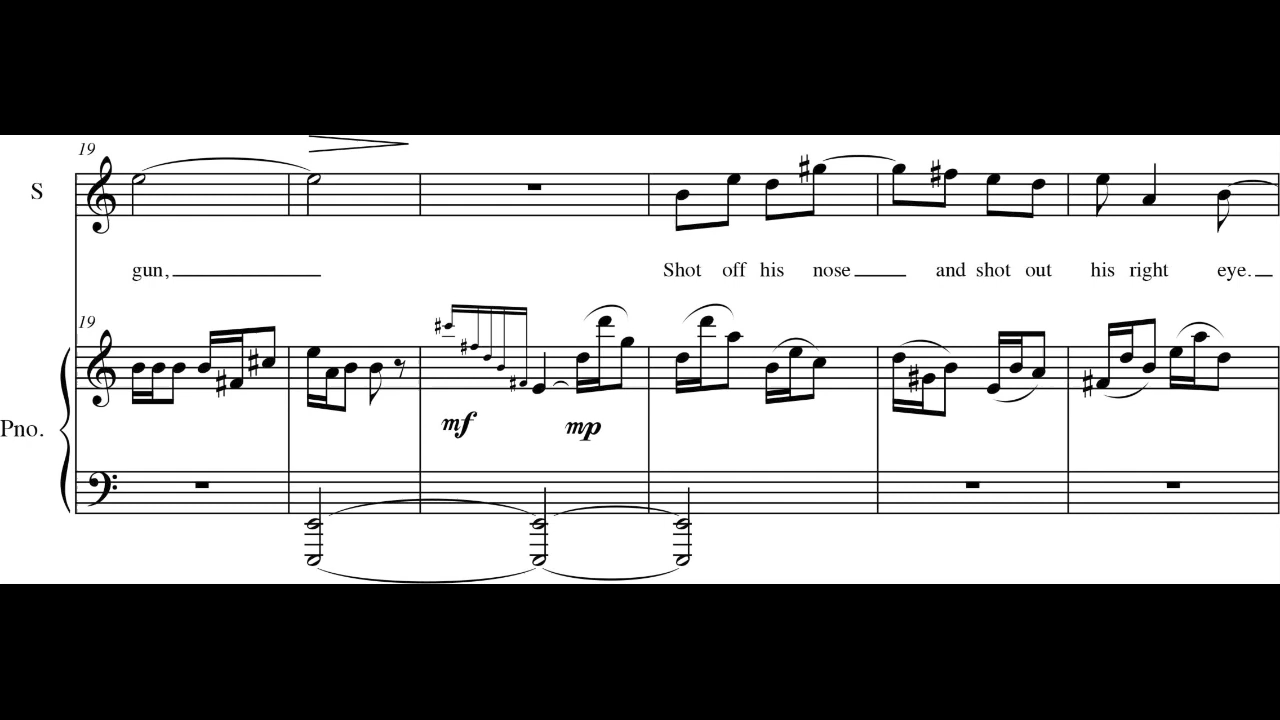 19
S
gun,
Shot off his nose and shot out his right eye.
19
mf
mp
Pno.